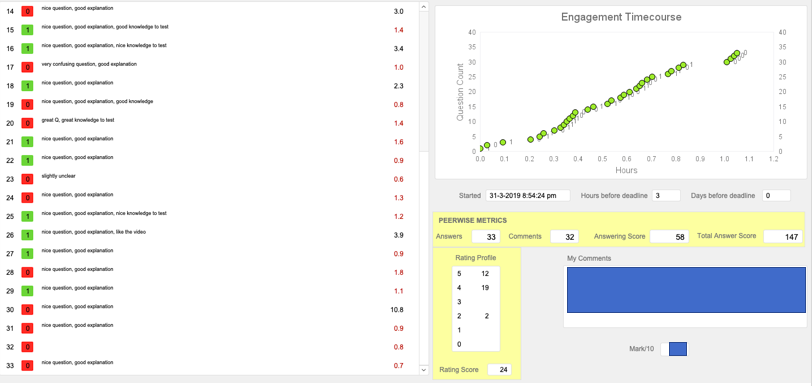 14 0 nice question, good explanation 3.0
15 1 nice question, good explanation, good knowledge to test 1.4
16 1 nice question, good explanation, nice knowledge to test 3.4
17 0 very confusing question, good explanation 1.0
18 1 nice question, good explanation 2.3
19 0 nice question, good explanation, good knowledge 0.8
20 0 great Q, great knowledge to test 1.4
21 1 nice question, good explanation 1.6
22 1 nice question, good explanation 0.9
23 0 slightly unclear 0.6
24 0 nice question, good explanation 1.3
25 1 nice question, good explanation, nice knowledge to test 1.2
26 1 nice question, good explanation, like the video 3.9
27 1 nice question, good explanation 0.9
28 0 nice question, good explanation 1.8
29 1 nice question, good explanation 1.1
30 0 nice question, good explanation 10.8
31 0 nice question, good explanation 0.9
32 0 0.8
33 0 nice question, good explanation 0.7
Engagement Timecourse
Question Count
40 40
35 35
30 30
25 25
20 20
15 15
10 10
5 5
0 0
0.0 0.1 0.2 0.3 0.4 0.5 0.6 0.7 0.8 0.9 1.0 1.1 1.2
Hours
Started 31-3-2019 8:54:24 pm Hours before deadline 3 Days before deadline 0
PEERWISE METRICS
Answers 33 Comments 32 Answering Score 58 Total Answer Score 147
Rating Profile
5 12
4 19
3
2 2
1
0
Rating Score 24
My Comments
Mark/10